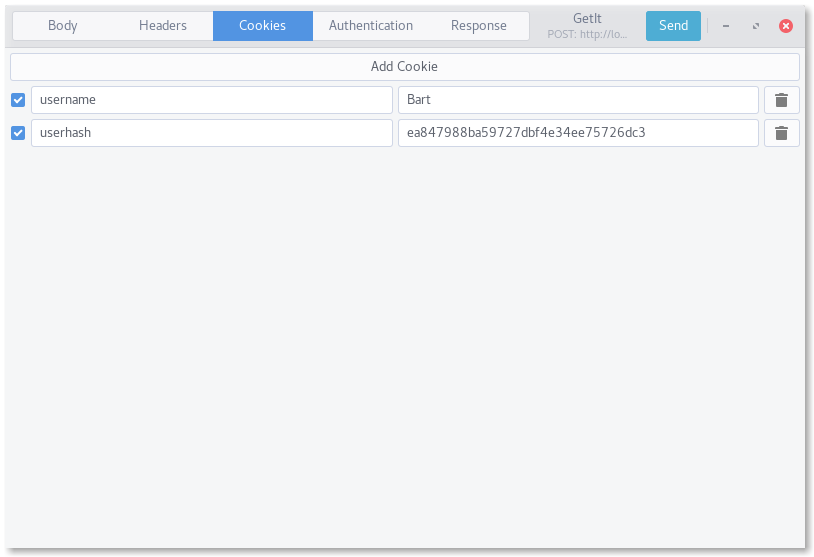 Body Headers Cookies Authentication Response GetIt Send
POST: http://lo...
Add Cookie
username Bart
userhash ea847988ba59727dbf4e34ee75726dc3